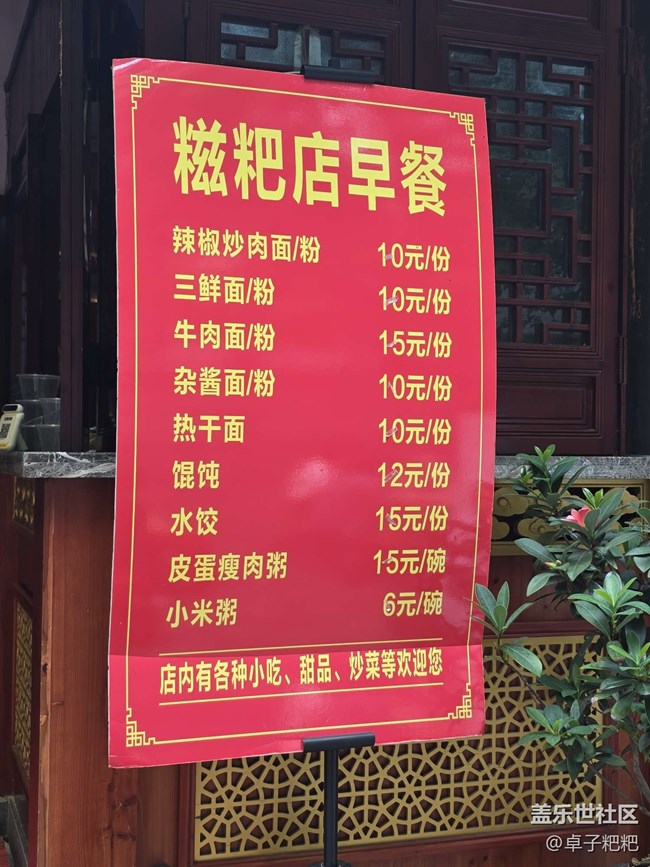 糍粑店早餐
辣椒炒肉面/粉 10元/份
三鲜面/粉 10元/份
牛肉面/粉 15元/份
杂酱面/粉 10元/份
热干面 10元/份
馄饨 12元/份
水饺 15元/份
皮蛋瘦肉粥 15元/碗
小米粥 6元/碗
店内有各种小吃、甜品、炒菜等欢迎您
盖乐世社区
@卓子粑粑